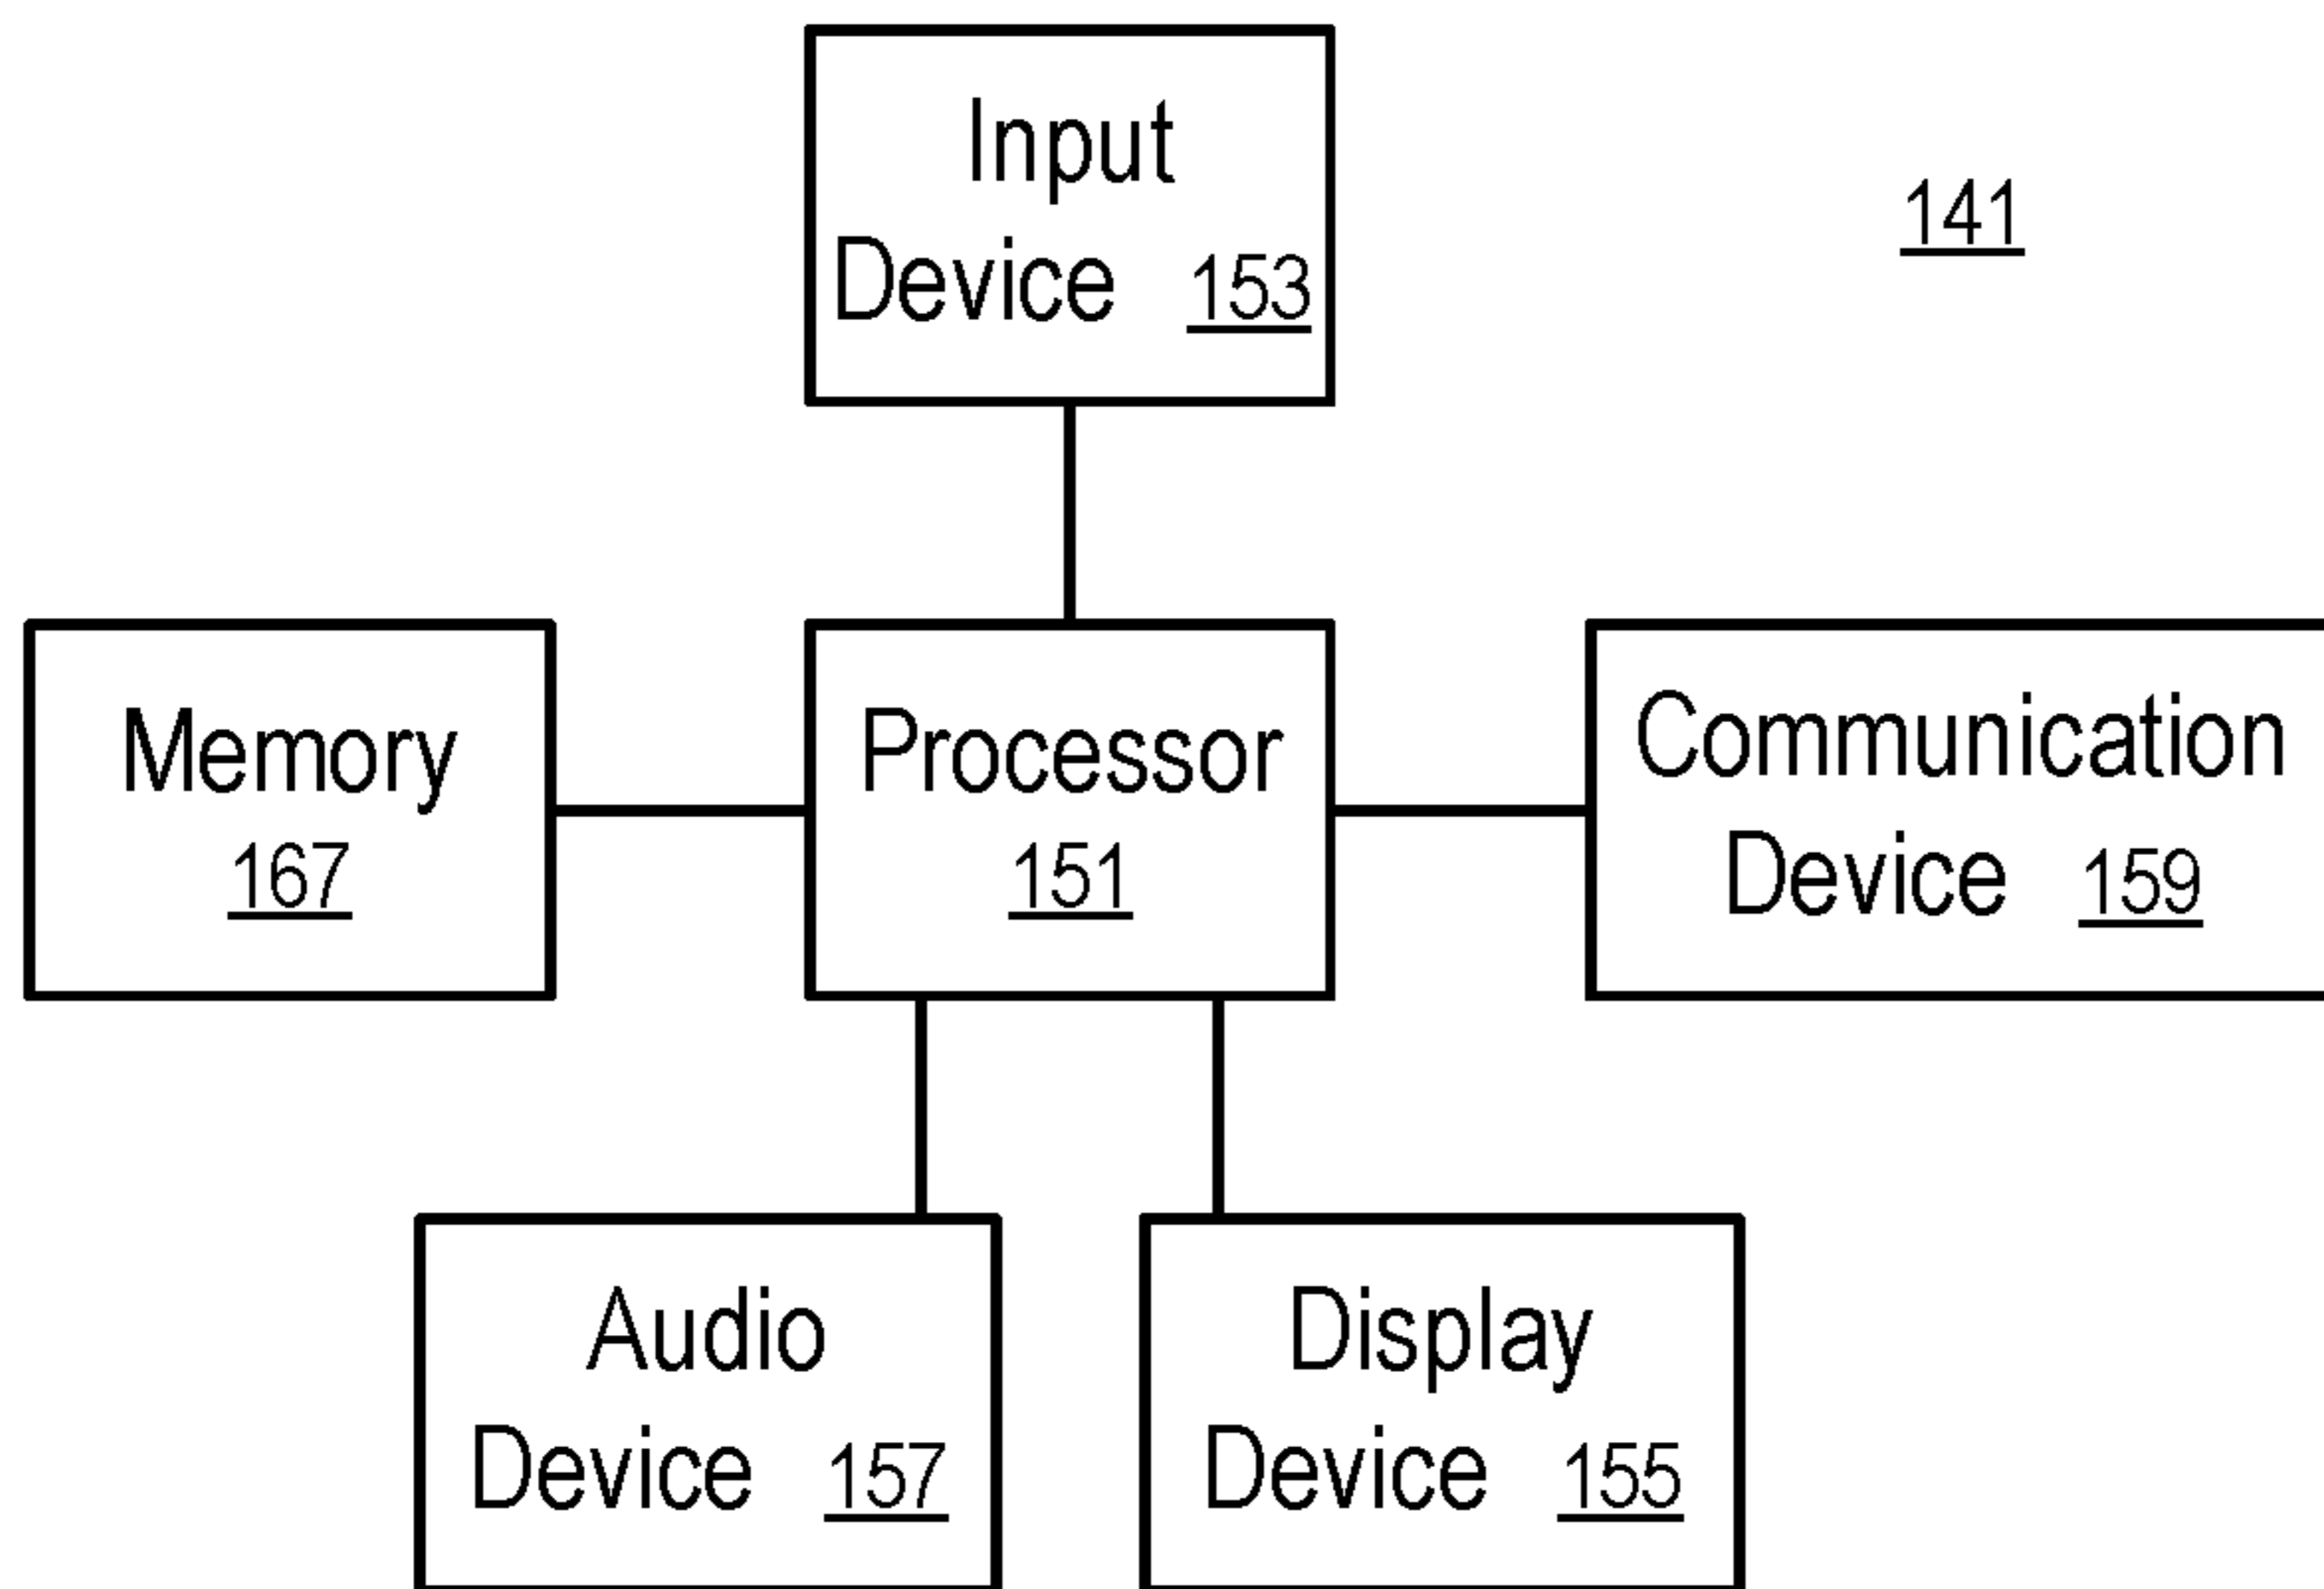 Input
Device 153
141
Memory
167
Processor
151
Communication
Device 159
Audio
Device 157
Display
Device 155